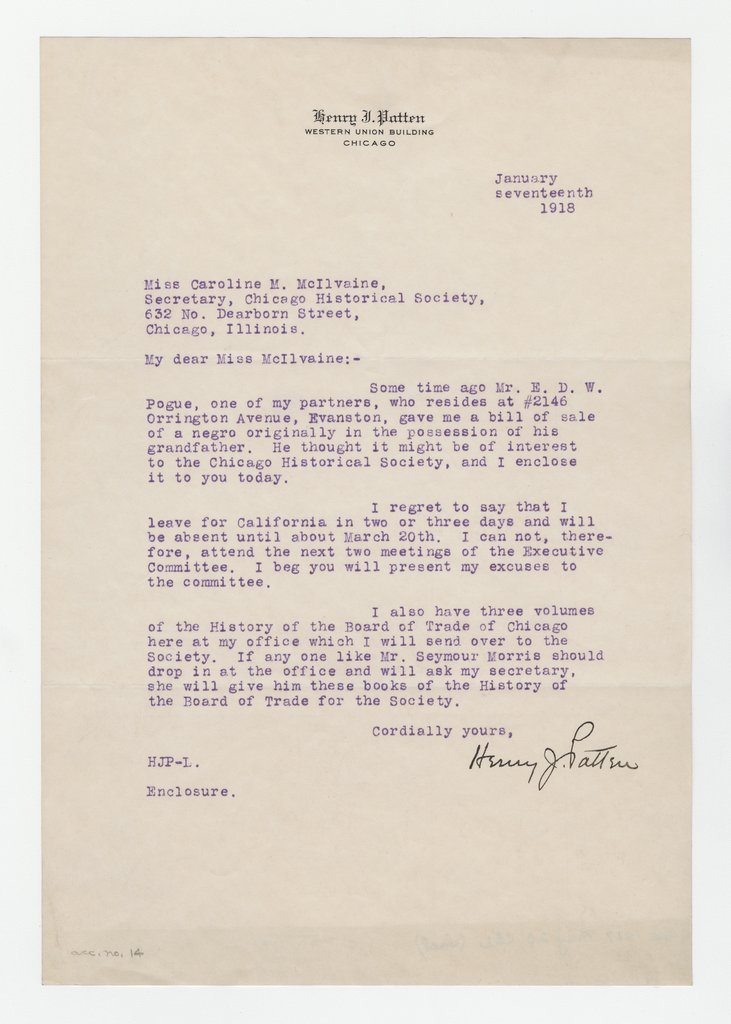 Henry J. Patten
WESTERN UNION BUILDING
CHICAGO
January
seventeenth
1918
Miss Caroline M. McIlvaine,
Secretary, Chicago Historical Society,
632 No. Dearborn Street,
Chicago, Illinois.
My dear Miss McIlvaine:-
Some time ago Mr. E. D. W.
Pogue, one of my partners, who resides at #2146
Orrington Avenue, Evanston, gave me a bill of sale
of a negro originally in the possession of his
grandfather. He thought it might be of interest
to the Chicago Historical Society, and I enclose
it to you today.
I regret to say that I
leave for California in two or three days and will
be absent until about March 20th. I can not, there-
fore, attend the next two meetings of the Executive
Committee. I beg you will present my excuses to
the committee.
I also have three volumes
of the History of the Board of Trade of Chicago
here at my office which I will send over to the
Society. If any one like Mr. Seymour Morris should
drop in at the office and will ask my secretary,
she will give him these books of the History of
the Board of Trade for the Society.
Cordially yours,
Henry J. Patten
HJP-L.
Enclosure.
acc. no. 14